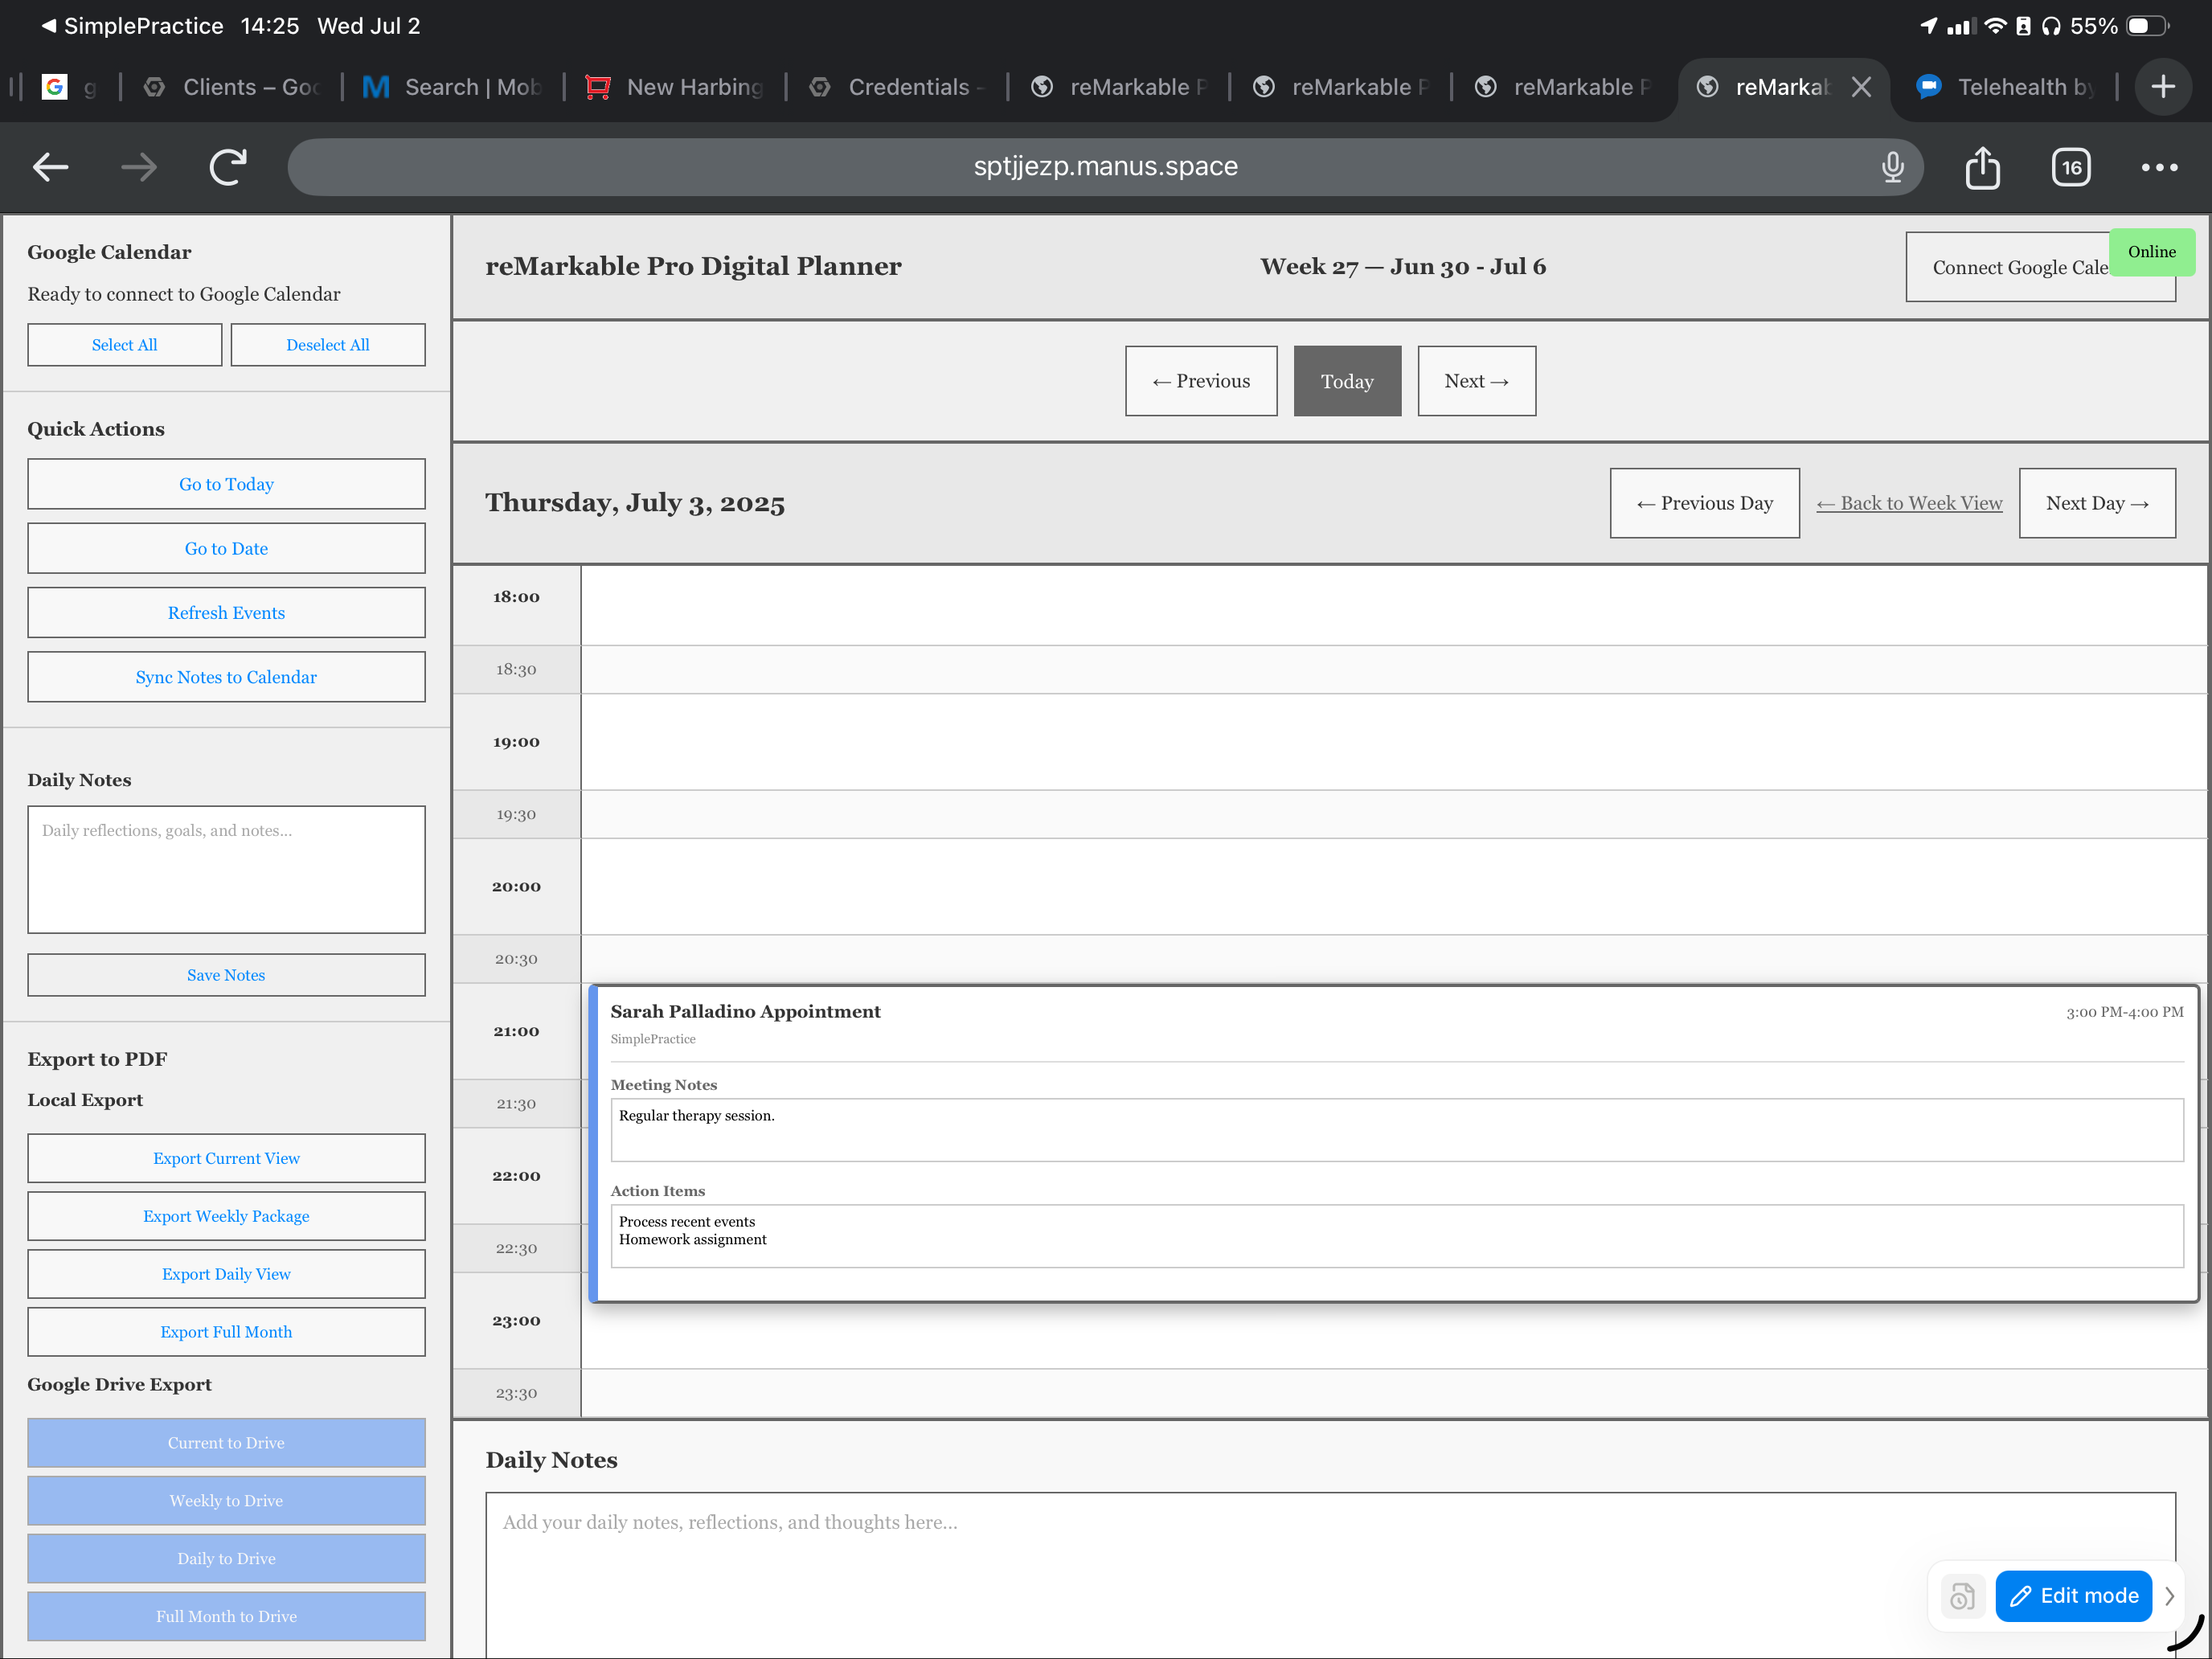 SimplePractice 14:25 Wed Jul 2
55%
g
Clients – Goo
Search | Mob
New Harbing
Credentials -
reMarkable P
reMarkable P
reMarkable P
reMarkab
Telehealth by
sptjjezp.manus.space
16
Google Calendar
Ready to connect to Google Calendar
Select All
Deselect All
Quick Actions
Go to Today
Go to Date
Refresh Events
Sync Notes to Calendar
Daily Notes
Daily reflections, goals, and notes...
Save Notes
Export to PDF
Local Export
Export Current View
Export Weekly Package
Export Daily View
Export Full Month
Google Drive Export
Current to Drive
Weekly to Drive
Daily to Drive
Full Month to Drive
reMarkable Pro Digital Planner
Week 27 — Jun 30 - Jul 6
Connect Google Cale
Online
← Previous
Today
Next →
Thursday, July 3, 2025
← Previous Day
← Back to Week View
Next Day →
18:00
18:30
19:00
19:30
20:00
20:30
21:00
21:30
22:00
22:30
23:00
23:30
Sarah Palladino Appointment
3:00 PM-4:00 PM
SimplePractice
Meeting Notes
Regular therapy session.
Action Items
Process recent events
Homework assignment
Daily Notes
Add your daily notes, reflections, and thoughts here...
Edit mode